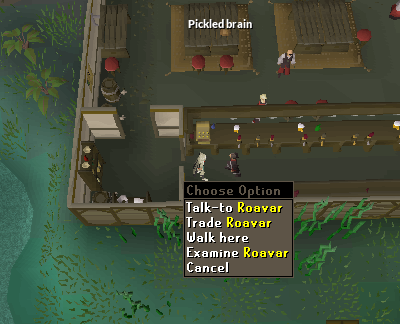 Pickled brain
Choose Option
Talk-to Roavar
Trade Roavar
Walk here
Examine Roavar
Cancel